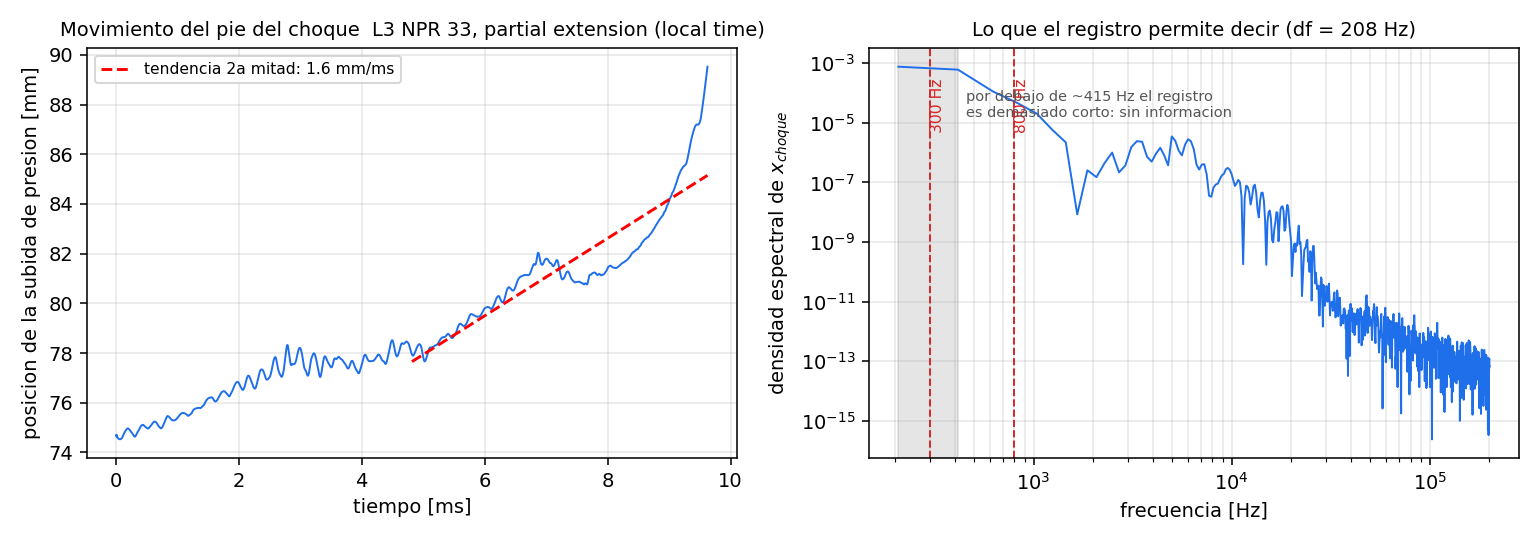 Movimiento del pie del choque  L3 NPR 33, partial extension (local time)
posicion de la subida de presion [mm]
90
88
86
84
82
80
78
76
74
tendencia 2a mitad: 1.6 mm/ms
0
2
4
6
8
10
tiempo [ms]
Lo que el registro permite decir (df = 208 Hz)
densidad espectral de x_choque
10⁻³
10⁻⁵
10⁻⁷
10⁻⁹
10⁻¹¹
10⁻¹³
10⁻¹⁵
300 Hz
800 Hz
por debajo de ~415 Hz el registro
es demasiado corto: sin informacion
10³
10⁴
10⁵
frecuencia [Hz]